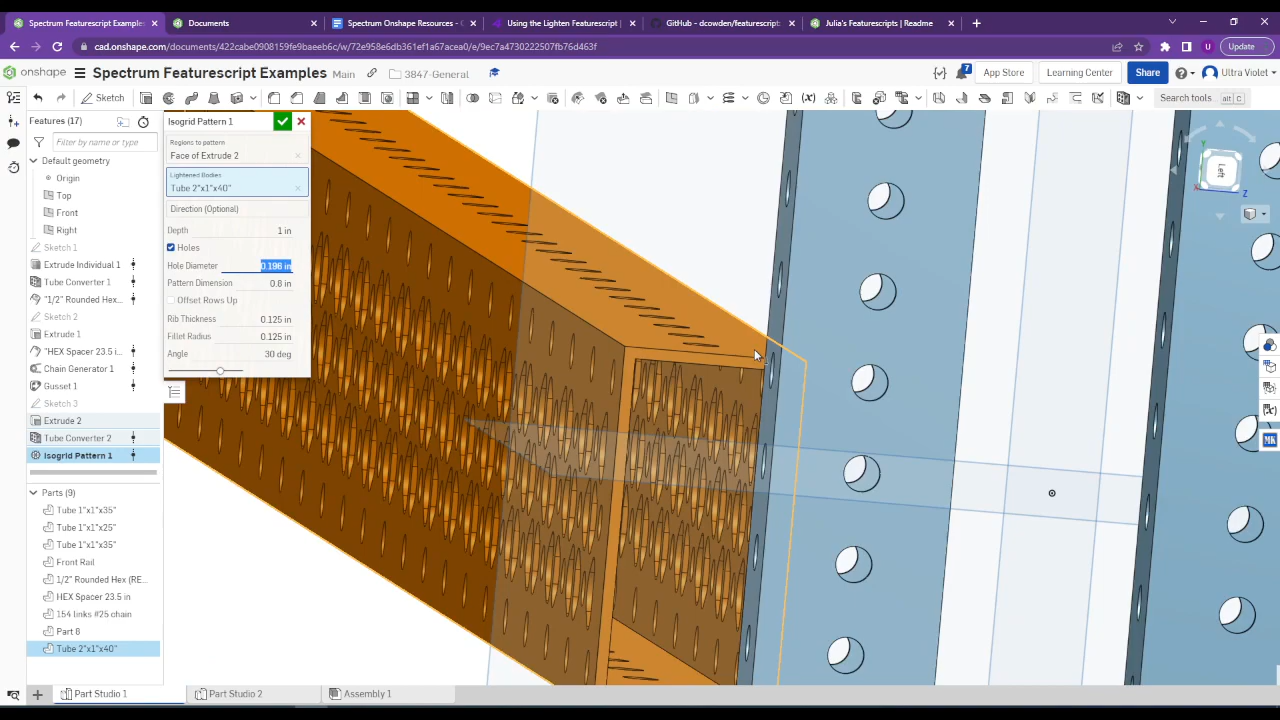 Spectrum Featurescript Examples
Documents
Spectrum Onshape Resources -
Using the Lighten Featurescript
GitHub - dcowden/featurescript:
Julia's Featurescripts | Readme
cad.onshape.com/documents/422cabe0908159fe9baeeb6c/w/72e958e6db361ef1a67acea0/e/9ec7a4730222507fb76d463f
U
Update
onshape
Spectrum Featurescript Examples
Main
3847-General
7
App Store
Learning Center
Share
Ultra Violet
Sketch
Search tools
alt
C
Features (17)
Filter by name or type
Default geometry
Origin
Top
Front
Right
Sketch 1
Extrude Individual 1
Tube Converter 1
"1/2" Rounded Hex...
Sketch 2
Extrude 1
"HEX Spacer 23.5 i...
Chain Generator 1
Gusset 1
Sketch 3
Extrude 2
Tube Converter 2
Isogrid Pattern 1
Parts (9)
Tube 1"x1"x35"
Tube 1"x1"x25"
Tube 1"x1"x35"
Front Rail
1/2" Rounded Hex (RE...
HEX Spacer 23.5 in
154 links #25 chain
Part 8
Tube 2"x1"x40"
Isogrid Pattern 1
Regions to pattern
Face of Extrude 2
Lightened Bodies
Tube 2"x1"x40"
Direction (Optional)
Depth 1 in
Holes
Hole Diameter 0.196 in
Pattern Dimension 0.8 in
Offset Rows Up
Rib Thickness 0.125 in
Fillet Radius 0.125 in
Angle 30 deg
Y
Left
Z
MK
Part Studio 1
Part Studio 2
Assembly 1